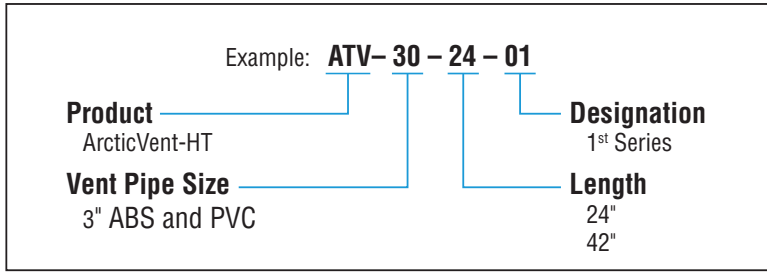 Example: ATV– 30 – 24 – 01
Product
ArcticVent-HT
Vent Pipe Size
3" ABS and PVC
Designation
1st Series
Length
24"
42"